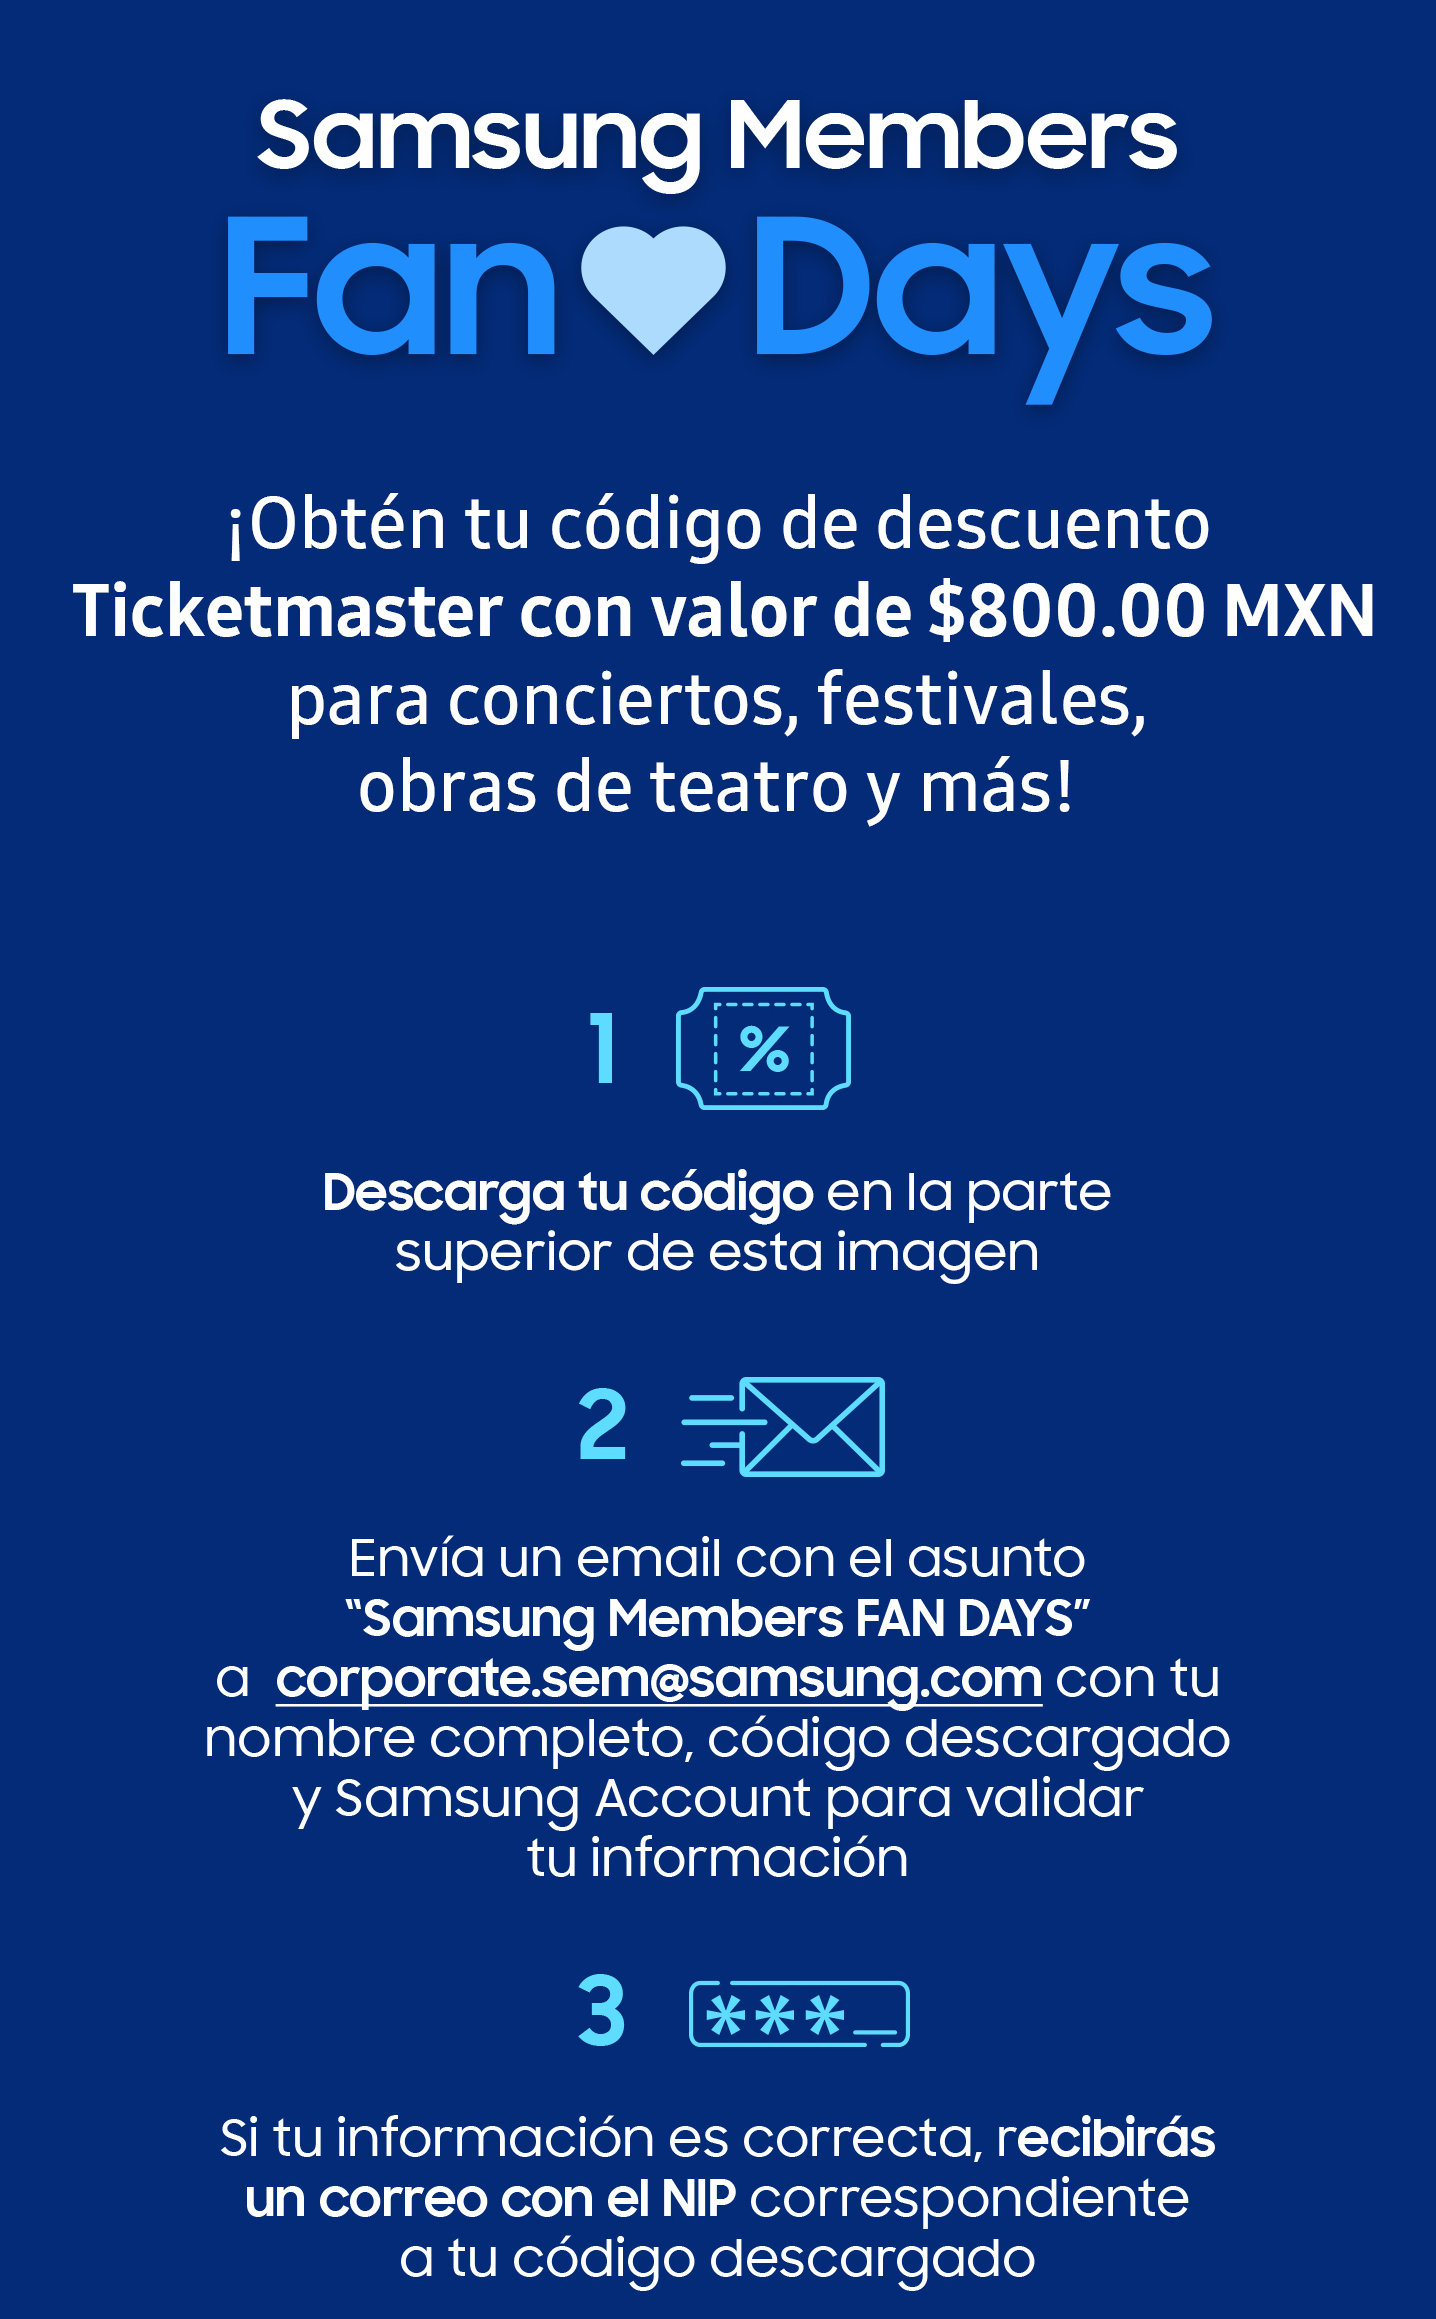 Samsung Members
Fan Days
¡Obtén tu código de descuento
Ticketmaster con valor de $800.00 MXN
para conciertos, festivales,
obras de teatro y más!
1
%
Descarga tu código en la parte
superior de esta imagen
2
Envía un email con el asunto
“Samsung Members FAN DAYS”
a corporate.sem@samsung.com con tu
nombre completo, código descargado
y Samsung Account para validar
tu información
3
***_
Si tu información es correcta, recibirás
un correo con el NIP correspondiente
a tu código descargado